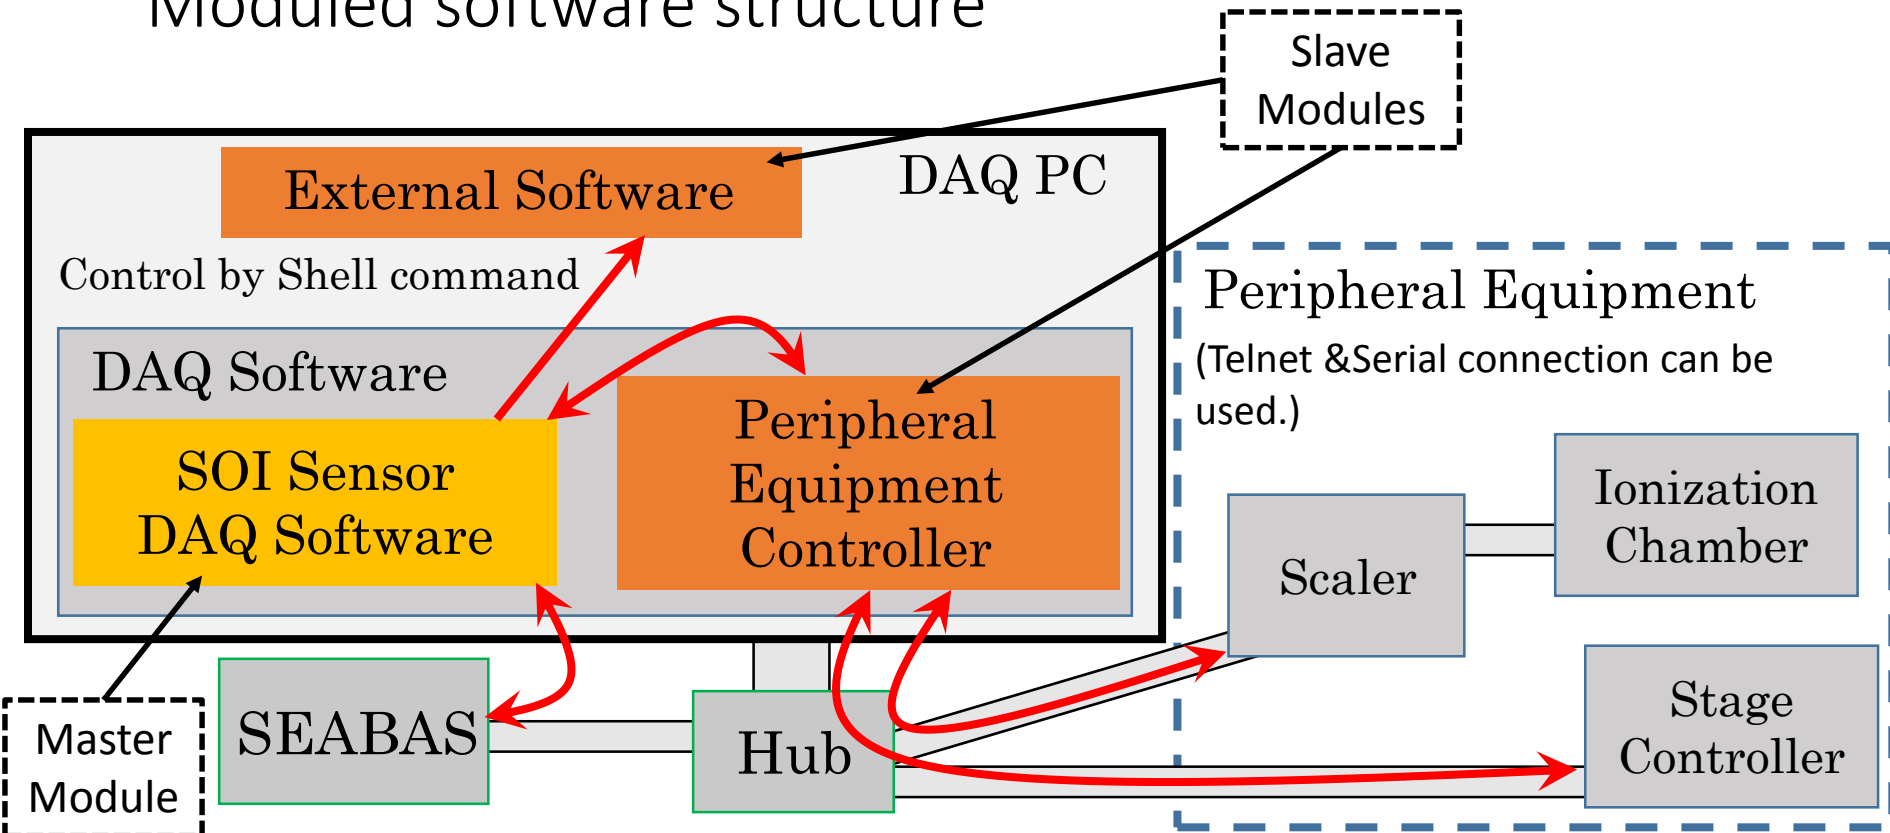 Moduled software structure
Slave
Modules
External Software
DAQ PC
Control by Shell command
DAQ Software
SOI Sensor
DAQ Software
Peripheral
Equipment
Controller
Peripheral Equipment
(Telnet &Serial connection can be
used.)
Ionization
Chamber
Scaler
Stage
Controller
SEABAS
Hub
Master
Module